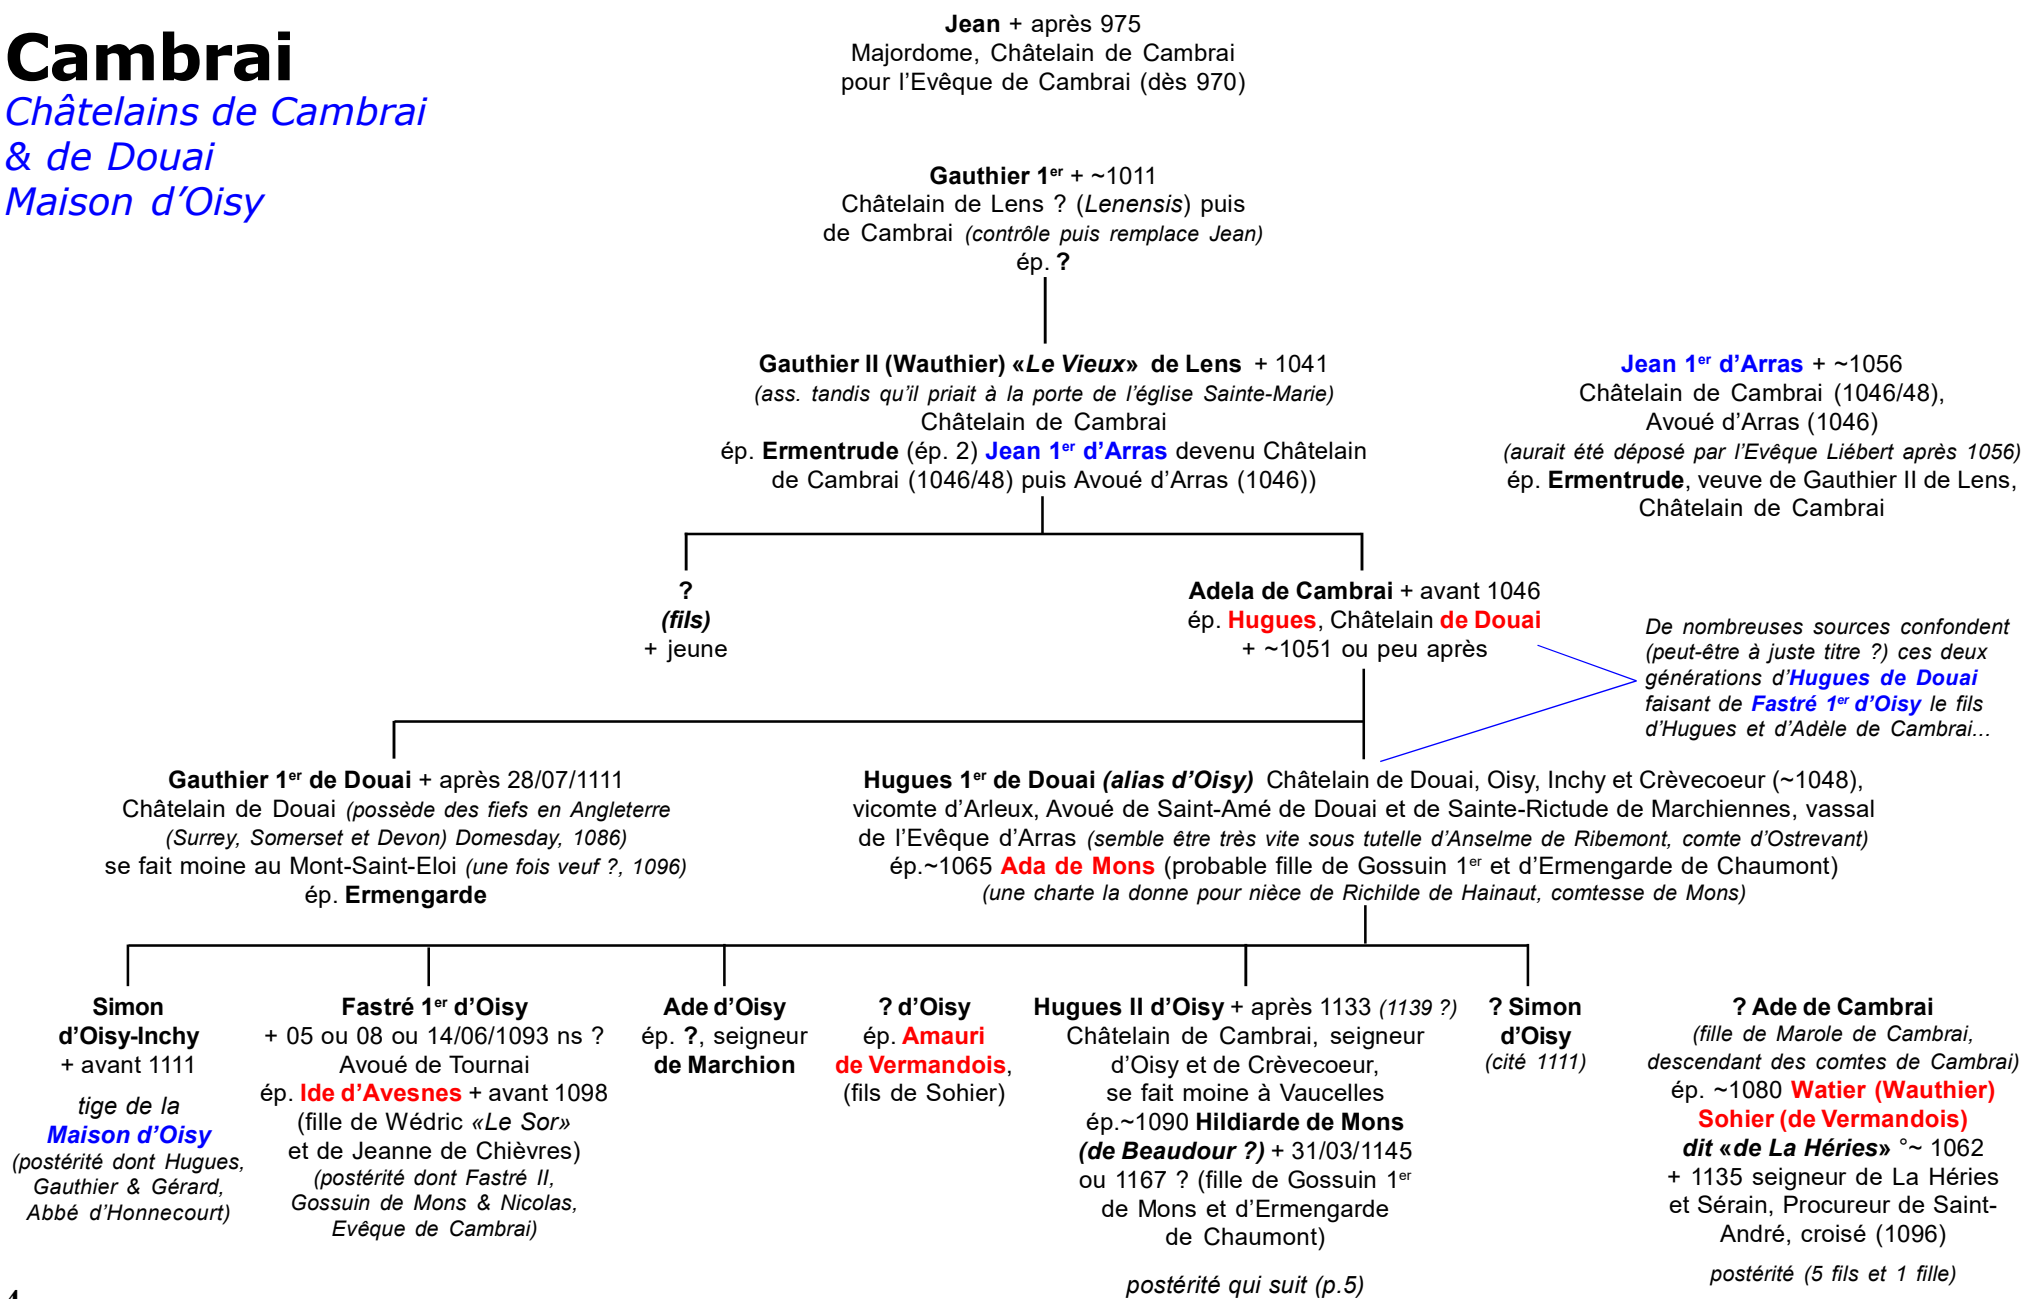 Cambrai
Châtelains de Cambrai
& de Douai
Maison d'Oisy
Jean + après 975
Majordome, Châtelain de Cambrai
pour l'Evêque de Cambrai (dès 970)
Gauthier 1er + ~1011
Châtelain de Lens ? (Lenensis) puis
de Cambrai (contrôle puis remplace Jean)
ép. ?
Gauthier II (Wauthier) «Le Vieux» de Lens + 1041
(ass. tandis qu'il priait à la porte de l'église Sainte-Marie)
Châtelain de Cambrai
ép. Ermentrude (ép. 2) Jean 1er d'Arras devenu Châtelain
de Cambrai (1046/48) puis Avoué d'Arras (1046))
Jean 1er d'Arras + ~1056
Châtelain de Cambrai (1046/48),
Avoué d'Arras (1046)
(aurait été déposé par l'Evêque Liébert après 1056)
ép. Ermentrude, veuve de Gauthier II de Lens,
Châtelain de Cambrai
?
(fils)
+ jeune
Adela de Cambrai + avant 1046
ép. Hugues, Châtelain de Douai
+ ~1051 ou peu après
De nombreuses sources confondent
(peut-être à juste titre ?) ces deux
générations d'Hugues de Douai
faisant de Fastré 1er d'Oisy le fils
d'Hugues et d'Adèle de Cambrai...
Gauthier 1er de Douai + après 28/07/1111
Châtelain de Douai (possède des fiefs en Angleterre
(Surrey, Somerset et Devon) Domesday, 1086)
se fait moine au Mont-Saint-Eloi (une fois veuf ?, 1096)
ép. Ermengarde
Hugues 1er de Douai (alias d'Oisy) Châtelain de Douai, Oisy, Inchy et Crèvecoeur (~1048),
vicomte d'Arleux, Avoué de Saint-Amé de Douai et de Sainte-Rictude de Marchiennes, vassal
de l'Evêque d'Arras (semble être très vite sous tutelle d'Anselme de Ribemont, comte d'Ostrevant)
ép.~1065 Ada de Mons (probable fille de Gossuin 1er et d'Ermengarde de Chaumont)
(une charte la donne pour nièce de Richilde de Hainaut, comtesse de Mons)
Simon
d'Oisy-Inchy
+ avant 1111
tige de la
Maison d'Oisy
(postérité dont Hugues,
Gauthier & Gérard,
Abbé d'Honnecourt)
Fastré 1er d'Oisy
+ 05 ou 08 ou 14/06/1093 ns ?
Avoué de Tournai
ép. Ide d'Avesnes + avant 1098
(fille de Wédric «Le Sor»
et de Jeanne de Chièvres)
(postérité dont Fastré II,
Gossuin de Mons & Nicolas,
Evêque de Cambrai)
Ade d'Oisy
ép. ?, seigneur
de Marchion
? d'Oisy
ép. Amauri
de Vermandois,
(fils de Sohier)
Hugues II d'Oisy + après 1133 (1139 ?)
Châtelain de Cambrai, seigneur
d'Oisy et de Crèvecoeur,
se fait moine à Vaucelles
ép.~1090 Hildiarde de Mons
(de Beaudour ?) + 31/03/1145
ou 1167 ? (fille de Gossuin 1er
de Mons et d'Ermengarde
de Chaumont)
postérité qui suit (p.5)
? Simon
d'Oisy
(cité 1111)
? Ade de Cambrai
(fille de Marole de Cambrai,
descendant des comtes de Cambrai)
ép. ~1080 Watier (Wauthier)
Sohier (de Vermandois)
dit «de La Héries» °~ 1062
+ 1135 seigneur de La Héries
et Sérain, Procureur de Saint-
André, croisé (1096)
postérité (5 fils et 1 fille)
4